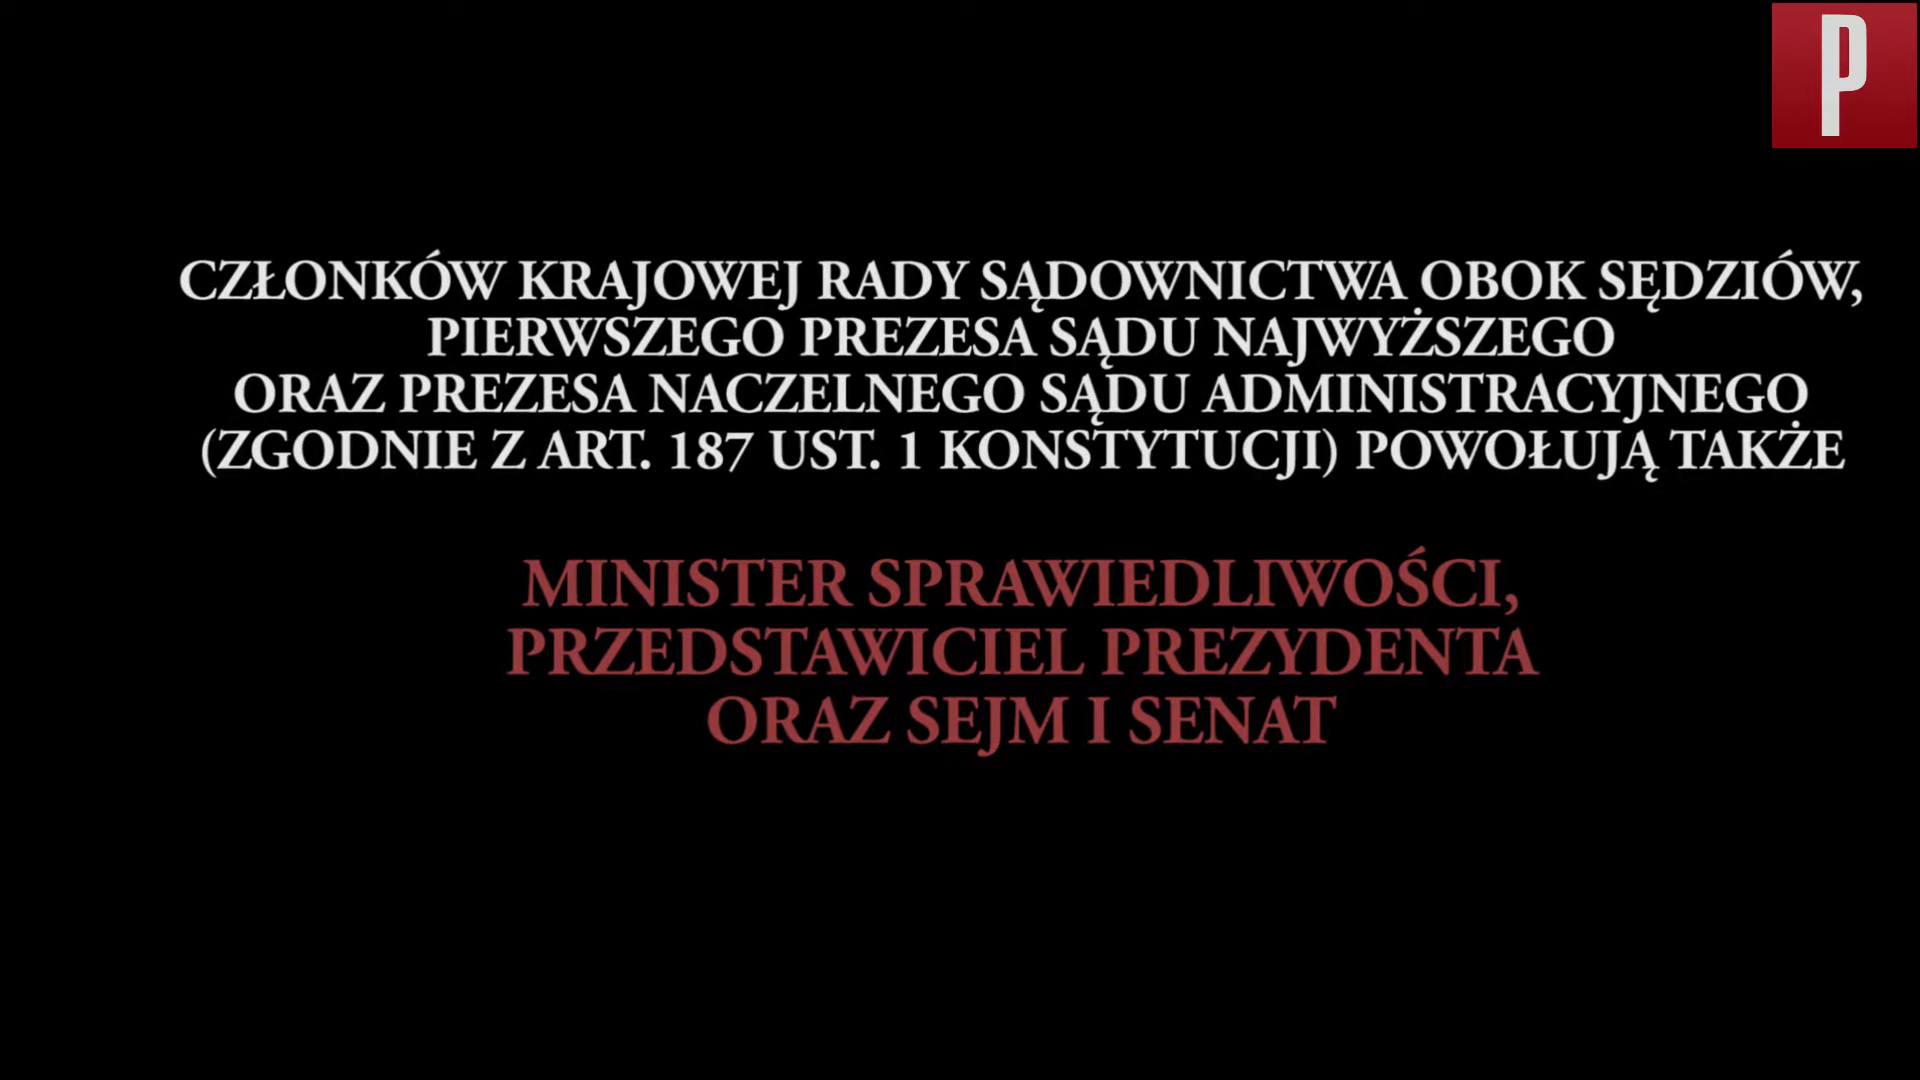 P
CZŁONKÓW KRAJOWEJ RADY SĄDOWNICTWA OBOK SĘDZIÓW,
PIERWSZEGO PREZESA SĄDU NAJWYŻSZEGO
ORAZ PREZESA NACZELNEGO SĄDU ADMINISTRACYJNEGO
(ZGODNIE Z ART. 187 UST. 1 KONSTYTUCJI) POWOŁUJĄ TAKŻE
MINISTER SPRAWIEDLIWOŚCI,
PRZEDSTAWICIEL PREZYDENTA
ORAZ SEJM I SENAT